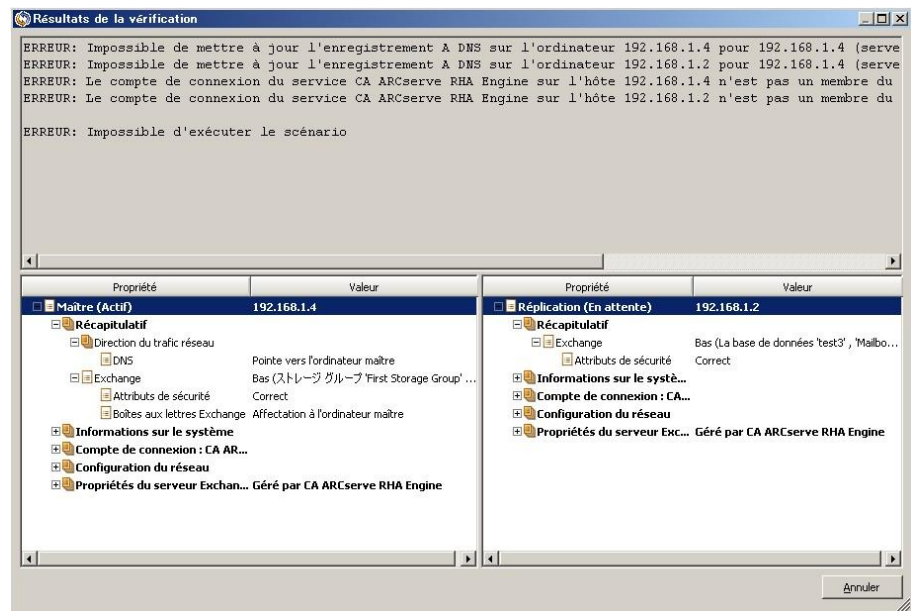 Résultats de la vérification
ERREUR: Impossible de mettre à jour l'enregistrement A DNS sur l'ordinateur 192.168.1.4 pour 192.168.1.4 (serve
ERREUR: Impossible de mettre à jour l'enregistrement A DNS sur l'ordinateur 192.168.1.2 pour 192.168.1.4 (serve
ERREUR: Le compte de connexion du service CA ARCserve RHA Engine sur l'hôte 192.168.1.4 n'est pas un membre du
ERREUR: Le compte de connexion du service CA ARCserve RHA Engine sur l'hôte 192.168.1.2 n'est pas un membre du
ERREUR: Impossible d'exécuter le scénario
Propriété Valeur
Maître (Actif) 192.168.1.4
Récapitulatif
Direction du trafic réseau
DNS Pointe vers l'ordinateur maître
Exchange Bas (ストレージ グループ 'First Storage Group' ...
Attributs de sécurité Correct
Boîtes aux lettres Exchange Affectation à l'ordinateur maître
Informations sur le système
Compte de connexion : CA AR...
Configuration du réseau
Propriétés du serveur Exchan... Géré par CA ARCserve RHA Engine
Propriété Valeur
Réplication (En attente) 192.168.1.2
Récapitulatif
Exchange Bas (La base de données 'test3' , 'Mailbo...
Attributs de sécurité Correct
Informations sur le systè...
Compte de connexion : CA...
Configuration du réseau
Propriétés du serveur Exc... Géré par CA ARCserve RHA Engine
Annuler